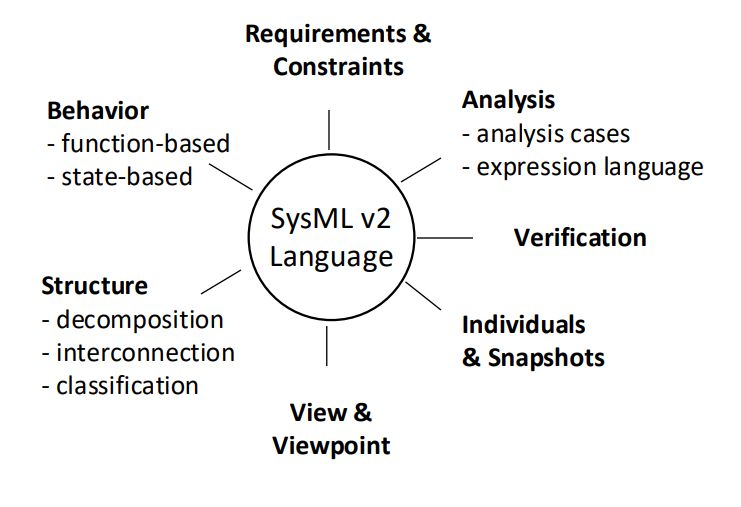 Requirements &
Constraints
Behavior
- function-based
- state-based
Analysis
- analysis cases
- expression language
SysML v2
Language
Verification
Structure
- decomposition
- interconnection
- classification
Individuals
& Snapshots
View &
Viewpoint